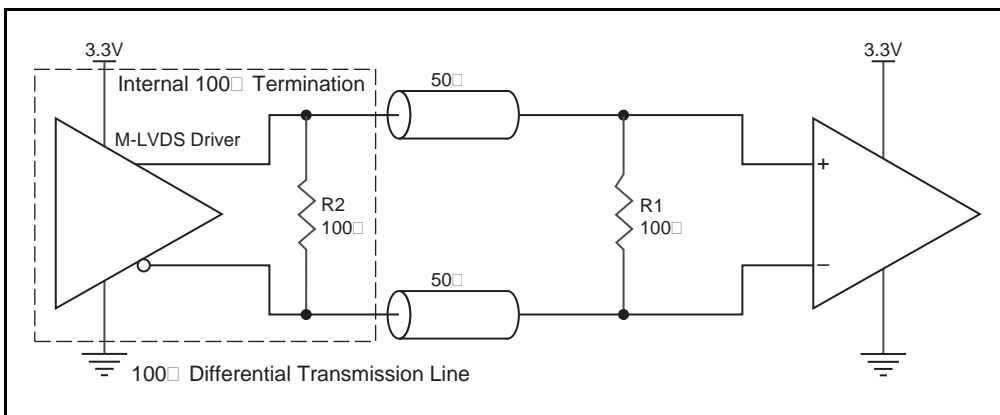 3.3V
3.3V
Internal 100□ Termination
50□
M-LVDS Driver
+
R2
100□
R1
100□
50□
−
100□ Differential Transmission Line